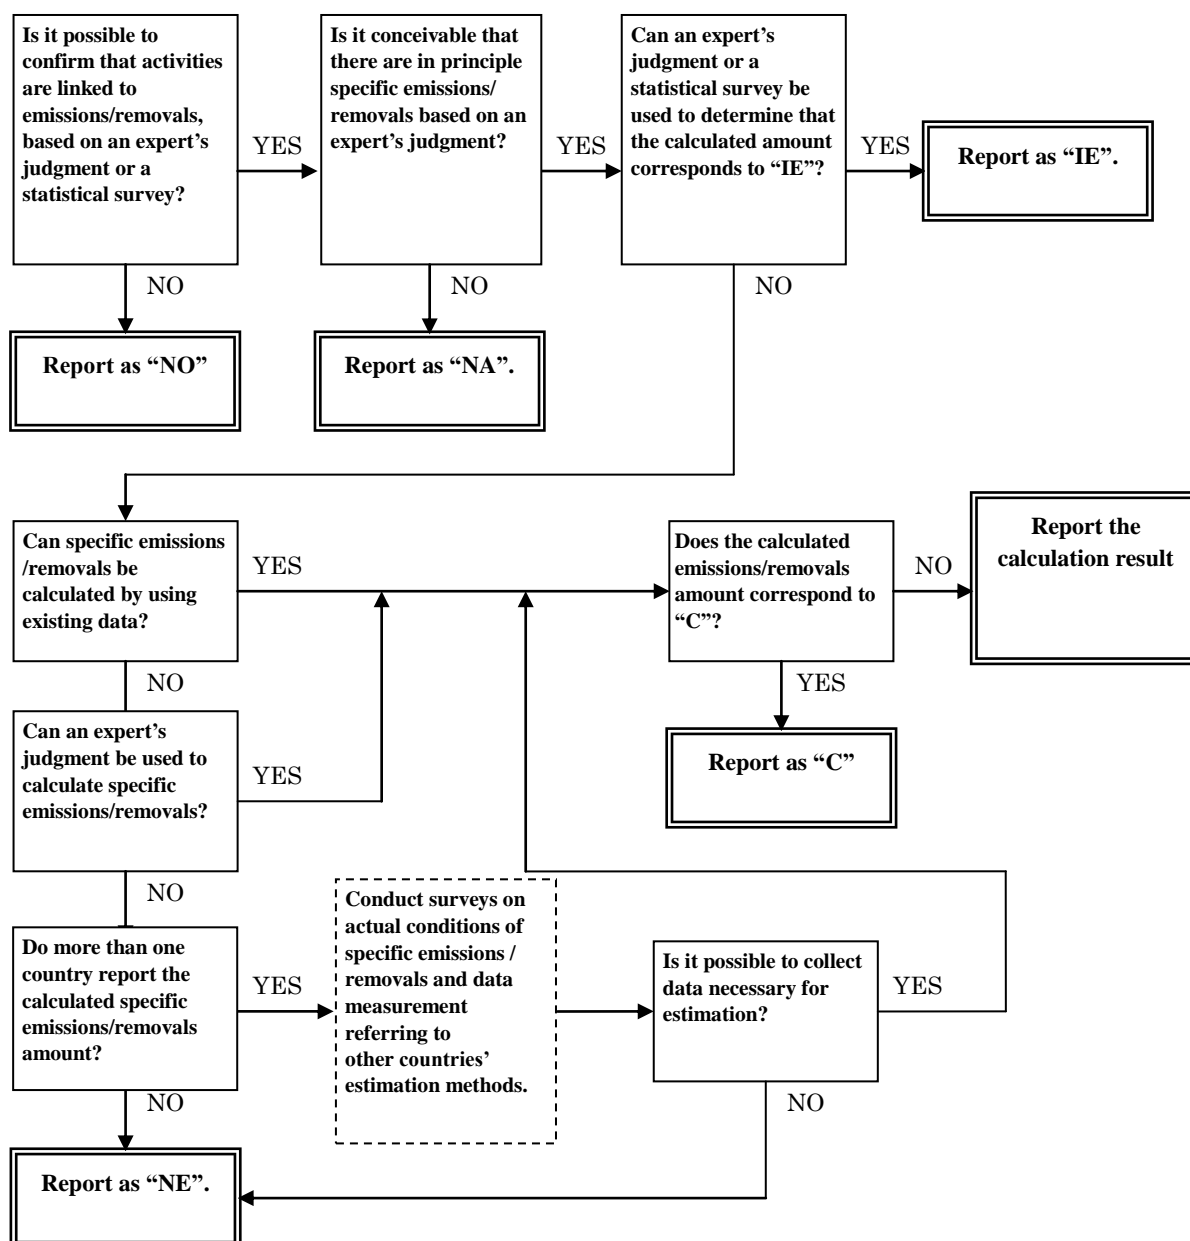 Is it possible to
confirm that activities
are linked to
emissions/removals,
based on an expert’s
judgment or a
statistical survey?
YES
Is it conceivable that
there are in principle
specific emissions/
removals based on an
expert’s judgment?
YES
Can an expert’s
judgment or a
statistical survey be
used to determine that
the calculated amount
corresponds to “IE”?
YES
Report as “IE”.
NO
NO
NO
Report as “NO”
Report as “NA”.
Can specific emissions
/removals be
calculated by using
existing data?
YES
Does the calculated
emissions/removals
amount correspond to
“C”?
NO
Report the
calculation result
NO
YES
Can an expert’s
judgment be used to
calculate specific
emissions/removals?
YES
Report as “C”
NO
Do more than one
country report the
calculated specific
emissions/removals
amount?
YES
Conduct surveys on
actual conditions of
specific emissions /
removals and data
measurement
referring to
other countries’
estimation methods.
Is it possible to collect
data necessary for
estimation?
YES
NO
NO
Report as “NE”.